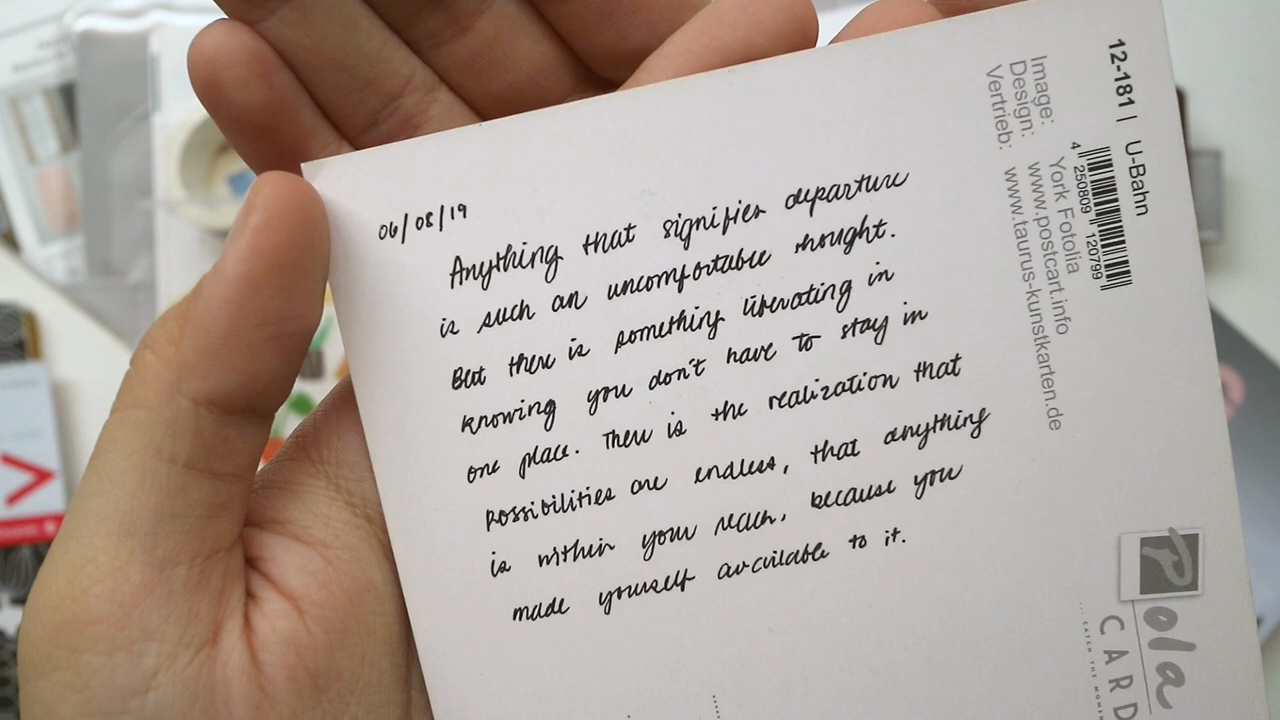 06/08/19
Anything that signifies departure
is such an uncomfortable thought.
But there is something liberating in
knowing you don't have to stay in
one place. There is the realization that
possibilities are endless, that anything
is within your reach, because you
made yourself available to it.
12-181 | U-Bahn
4 250809 120799
Image: York Fotolia
Design: www.postcart.info
Vertrieb: www.taurus-kunstkarten.de
Pola
CARD
... CATCH THE MOME